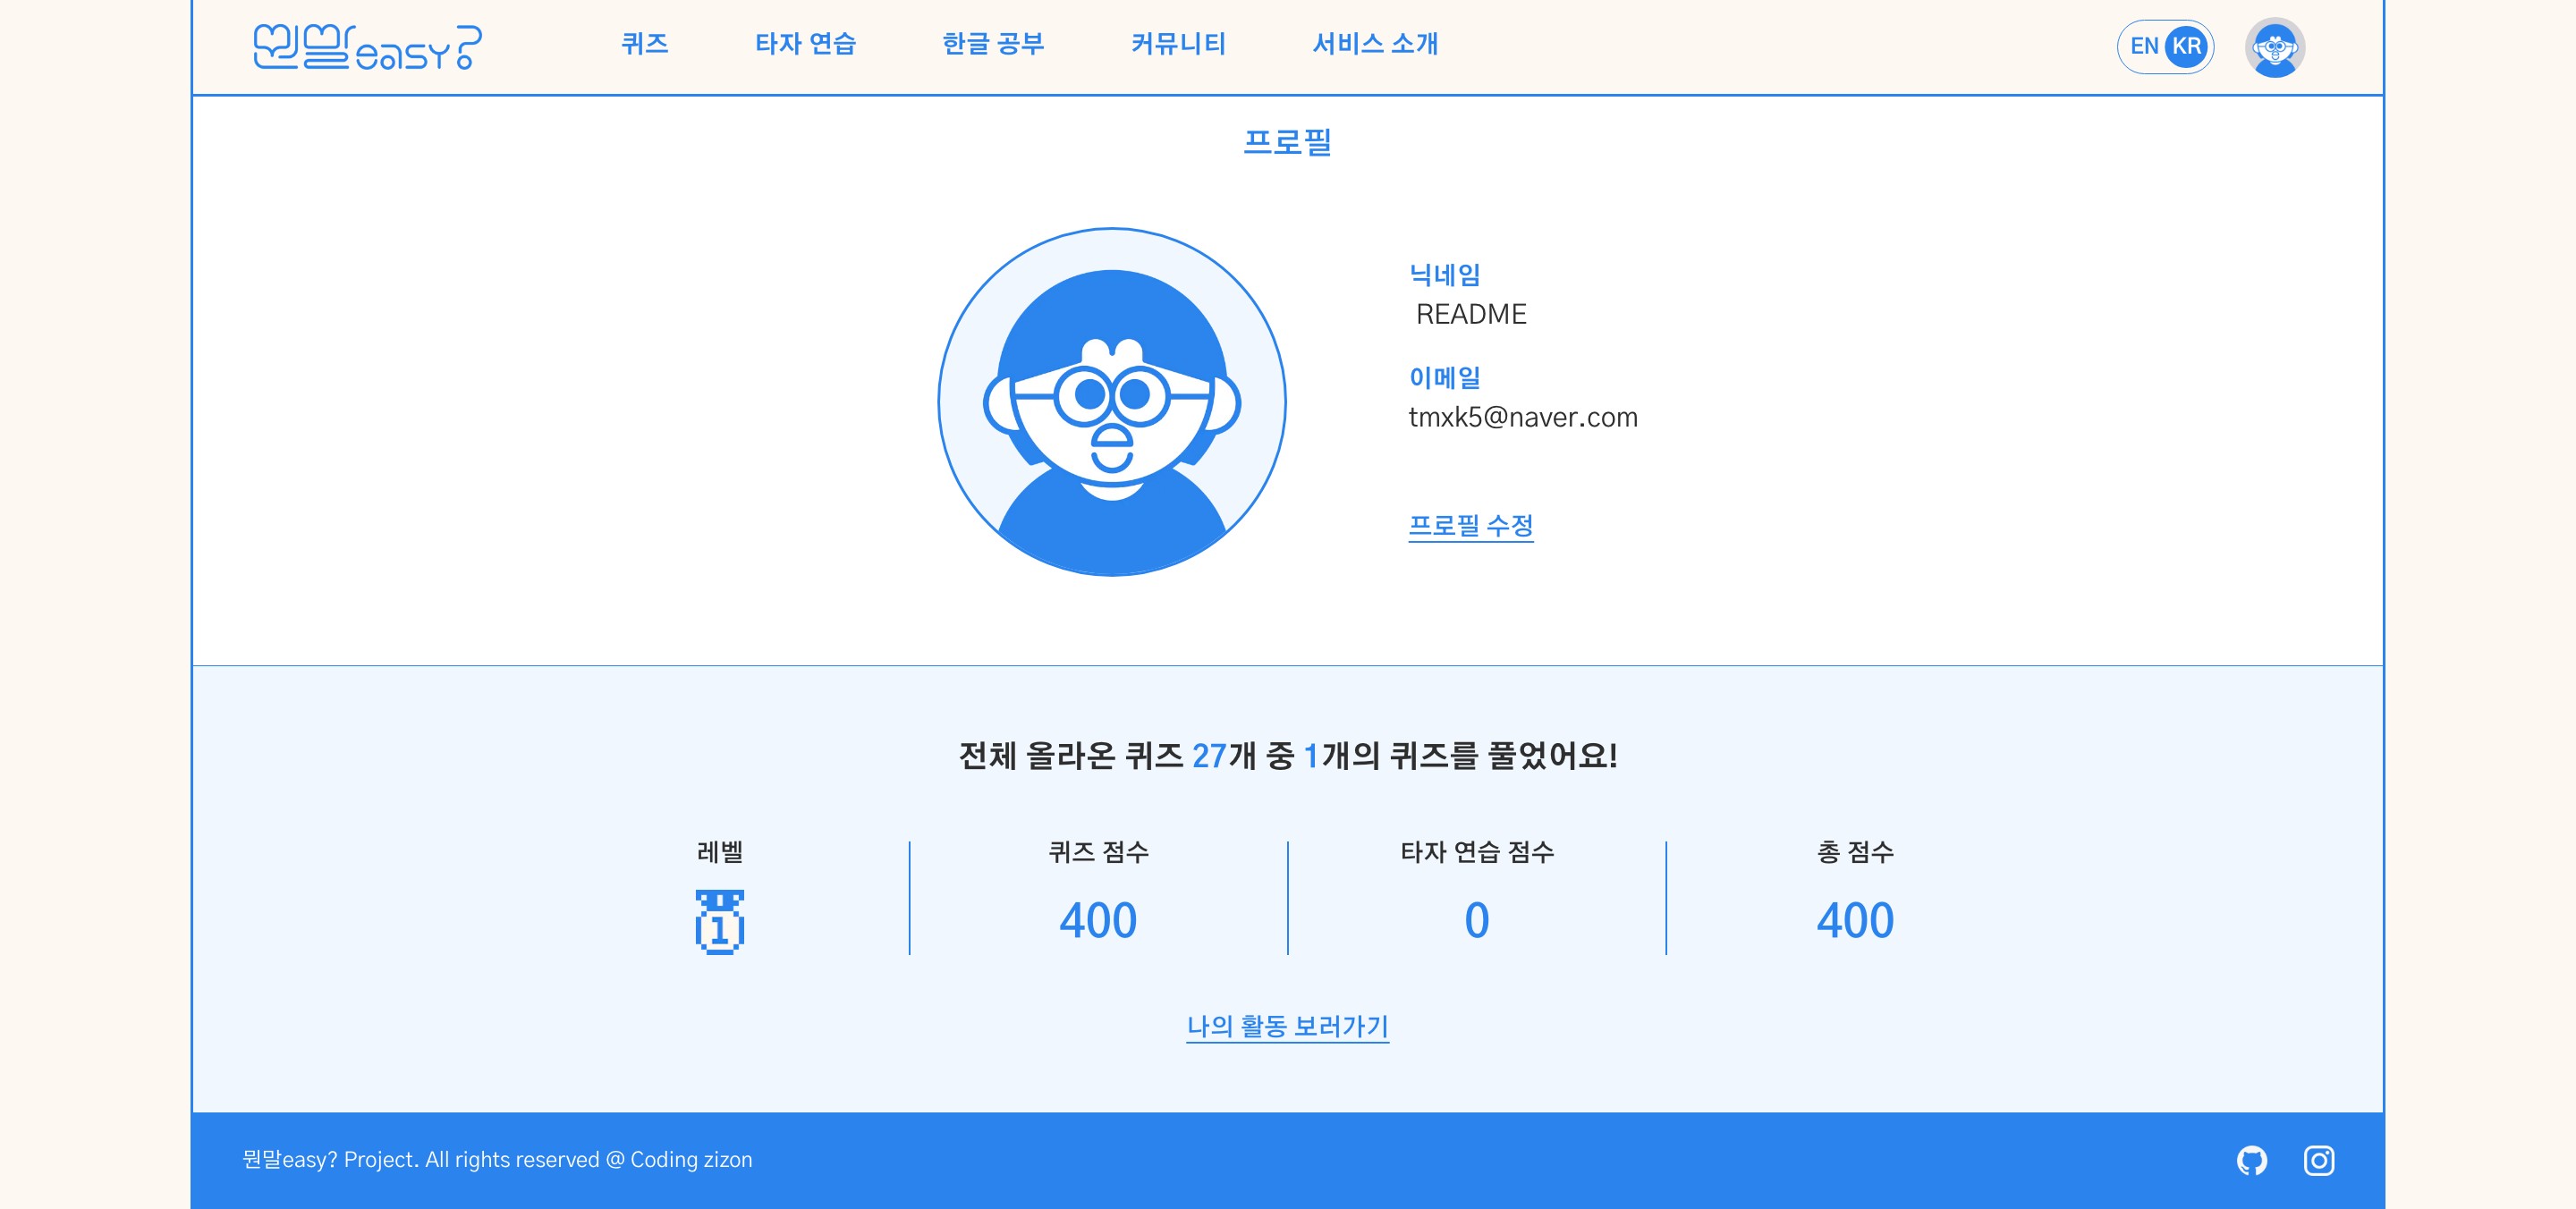 뭔말easy?
퀴즈 타자 연습 한글 공부 커뮤니티 서비스 소개 EN KR
프로필
닉네임
README
이메일
tmxk5@naver.com
프로필 수정
전체 올라온 퀴즈 27개 중 1개의 퀴즈를 풀었어요!
레벨 퀴즈 점수 타자 연습 점수 총 점수
1 400 0 400
나의 활동 보러가기
뭔말easy? Project. All rights reserved @ Coding zizon